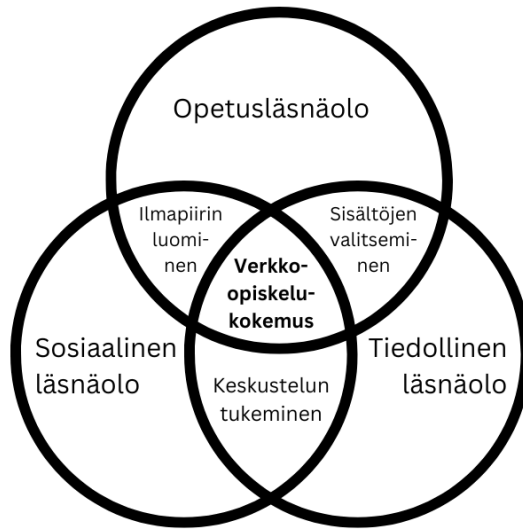 Opetusläsnäolo
Ilmapiirin
luomi-
nen
Sisältöjen
valitsemi-
nen
Verkko-
opiskelu-
kokemus
Sosiaalinen
läsnäolo
Tiedollinen
läsnäolo
Keskustelun
tukeminen